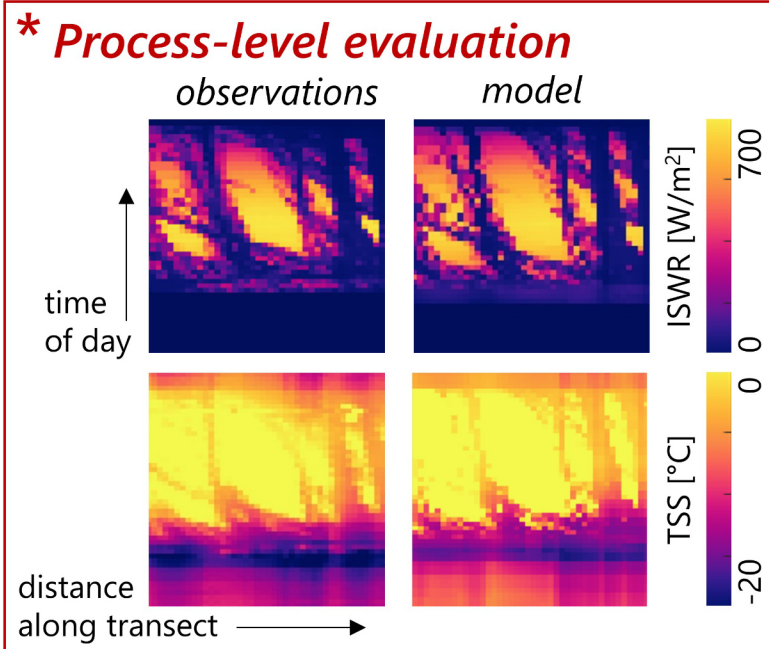 * Process-level evaluation
observations
model
700
ISWR [W/m²]
0
time
of day
0
TSS [°C]
-20
distance
along transect